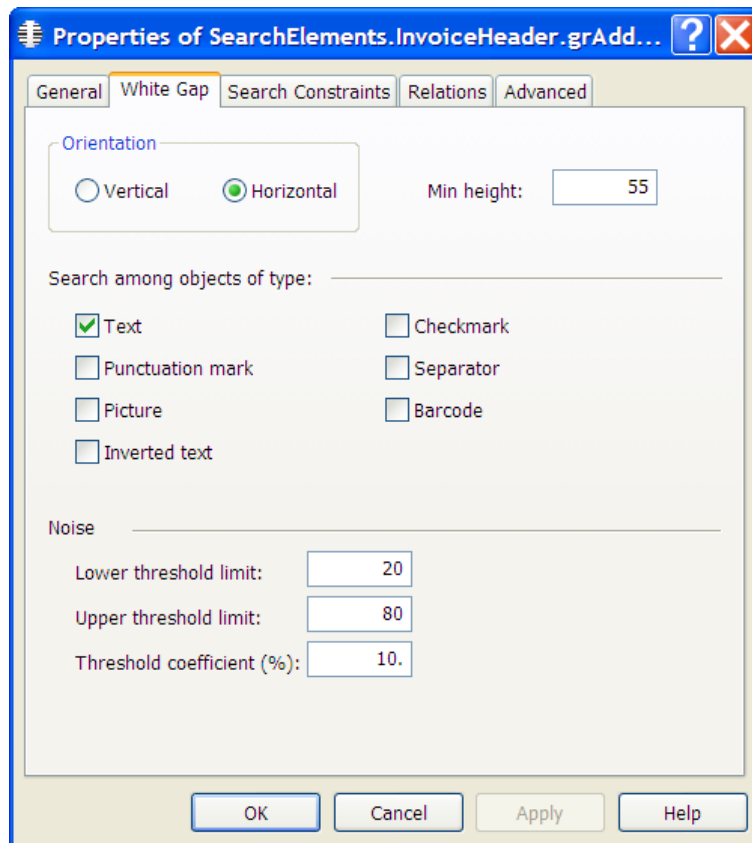 Properties of SearchElements.InvoiceHeader.grAdd...
General White Gap Search Constraints Relations Advanced
Orientation
Vertical Horizontal Min height: 55
Search among objects of type:
Text Checkmark
Punctuation mark Separator
Picture Barcode
Inverted text
Noise
Lower threshold limit: 20
Upper threshold limit: 80
Threshold coefficient (%): 10.
OK Cancel Apply Help